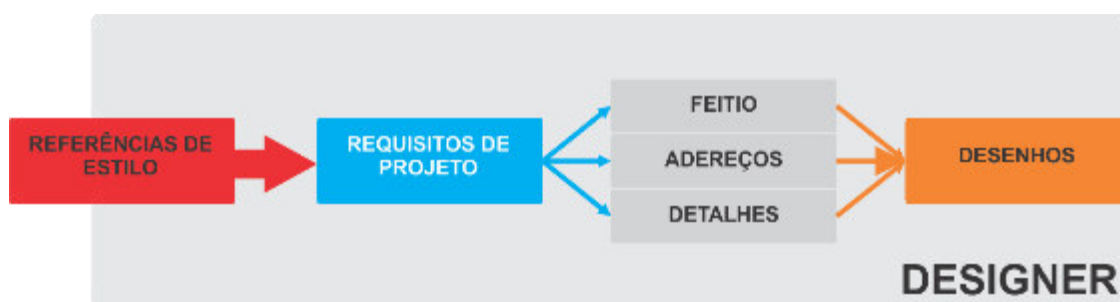 REFERÊNCIAS DE
ESTILO
REQUISITOS DE
PROJETO
FEITIO
ADEREÇOS
DETALHES
DESENHOS
DESIGNER